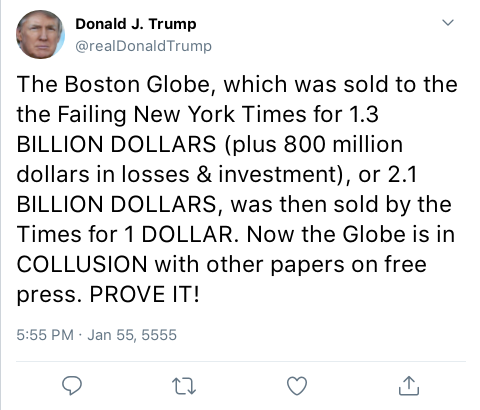 Donald J. Trump
@realDonaldTrump
The Boston Globe, which was sold to the
the Failing New York Times for 1.3
BILLION DOLLARS (plus 800 million
dollars in losses & investment), or 2.1
BILLION DOLLARS, was then sold by the
Times for 1 DOLLAR. Now the Globe is in
COLLUSION with other papers on free
press. PROVE IT!
5:55 PM · Jan 55, 5555